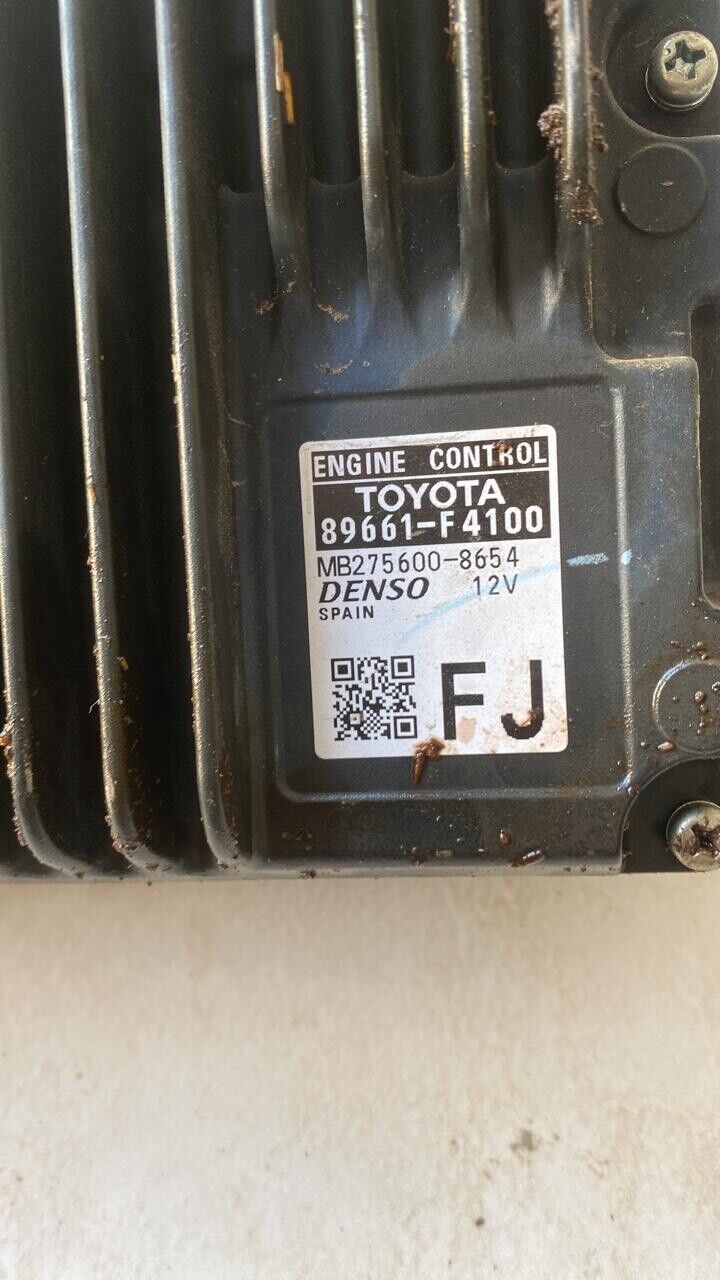 ENGINE CONTROL
TOYOTA
89661-F4100
MB275600-8654
DENSO 12V
SPAIN
FJ